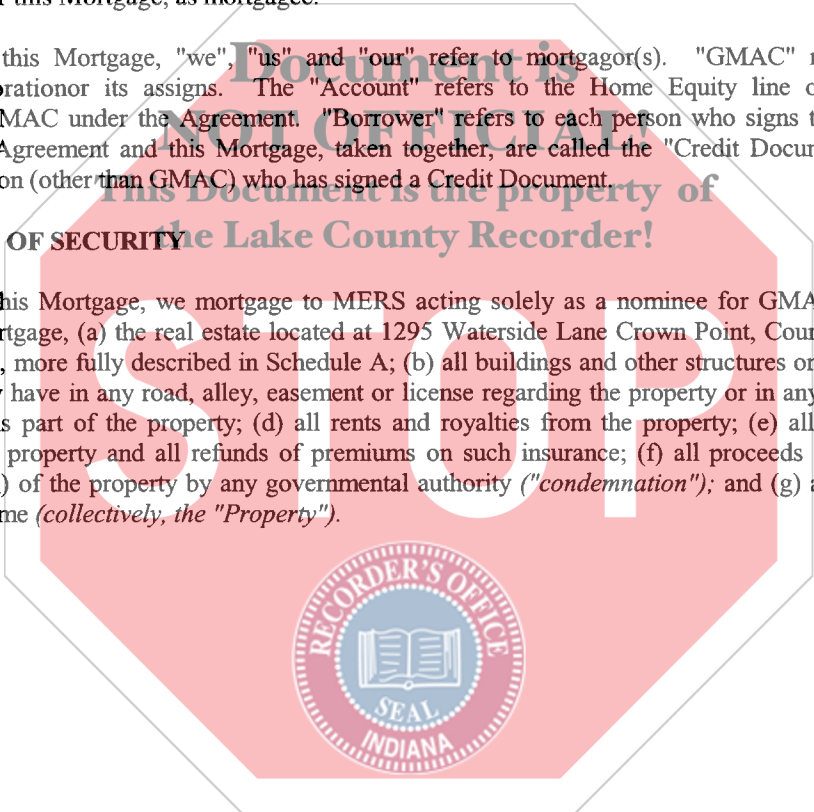 this Mortgage, as mortgagee.
this Mortgage, "we", "us" and "our" refer to mortgagor(s). "GMAC"
rationor its assigns. The "Account" refers to the Home Equity line
MAC under the Agreement. "Borrower" refers to each person who signs
Agreement and this Mortgage, taken together, are called the "Credit Docum
on (other than GMAC) who has signed a Credit Document.
Document is
NOT OFFICIAL!
This Document is the property of
the Lake County Recorder!
OF SECURITY
his Mortgage, we mortgage to MERS acting solely as a nominee for GMA
rtgage, (a) the real estate located at 1295 Waterside Lane Crown Point, Coun
, more fully described in Schedule A; (b) all buildings and other structures on
have in any road, alley, easement or license regarding the property or in any
s part of the property; (d) all rents and royalties from the property; (e) all
property and all refunds of premiums on such insurance; (f) all proceeds
) of the property by any governmental authority ("condemnation"); and (g) a
me (collectively, the "Property").
STOP
RECORDER'S OFFICE
SEAL
INDIANA